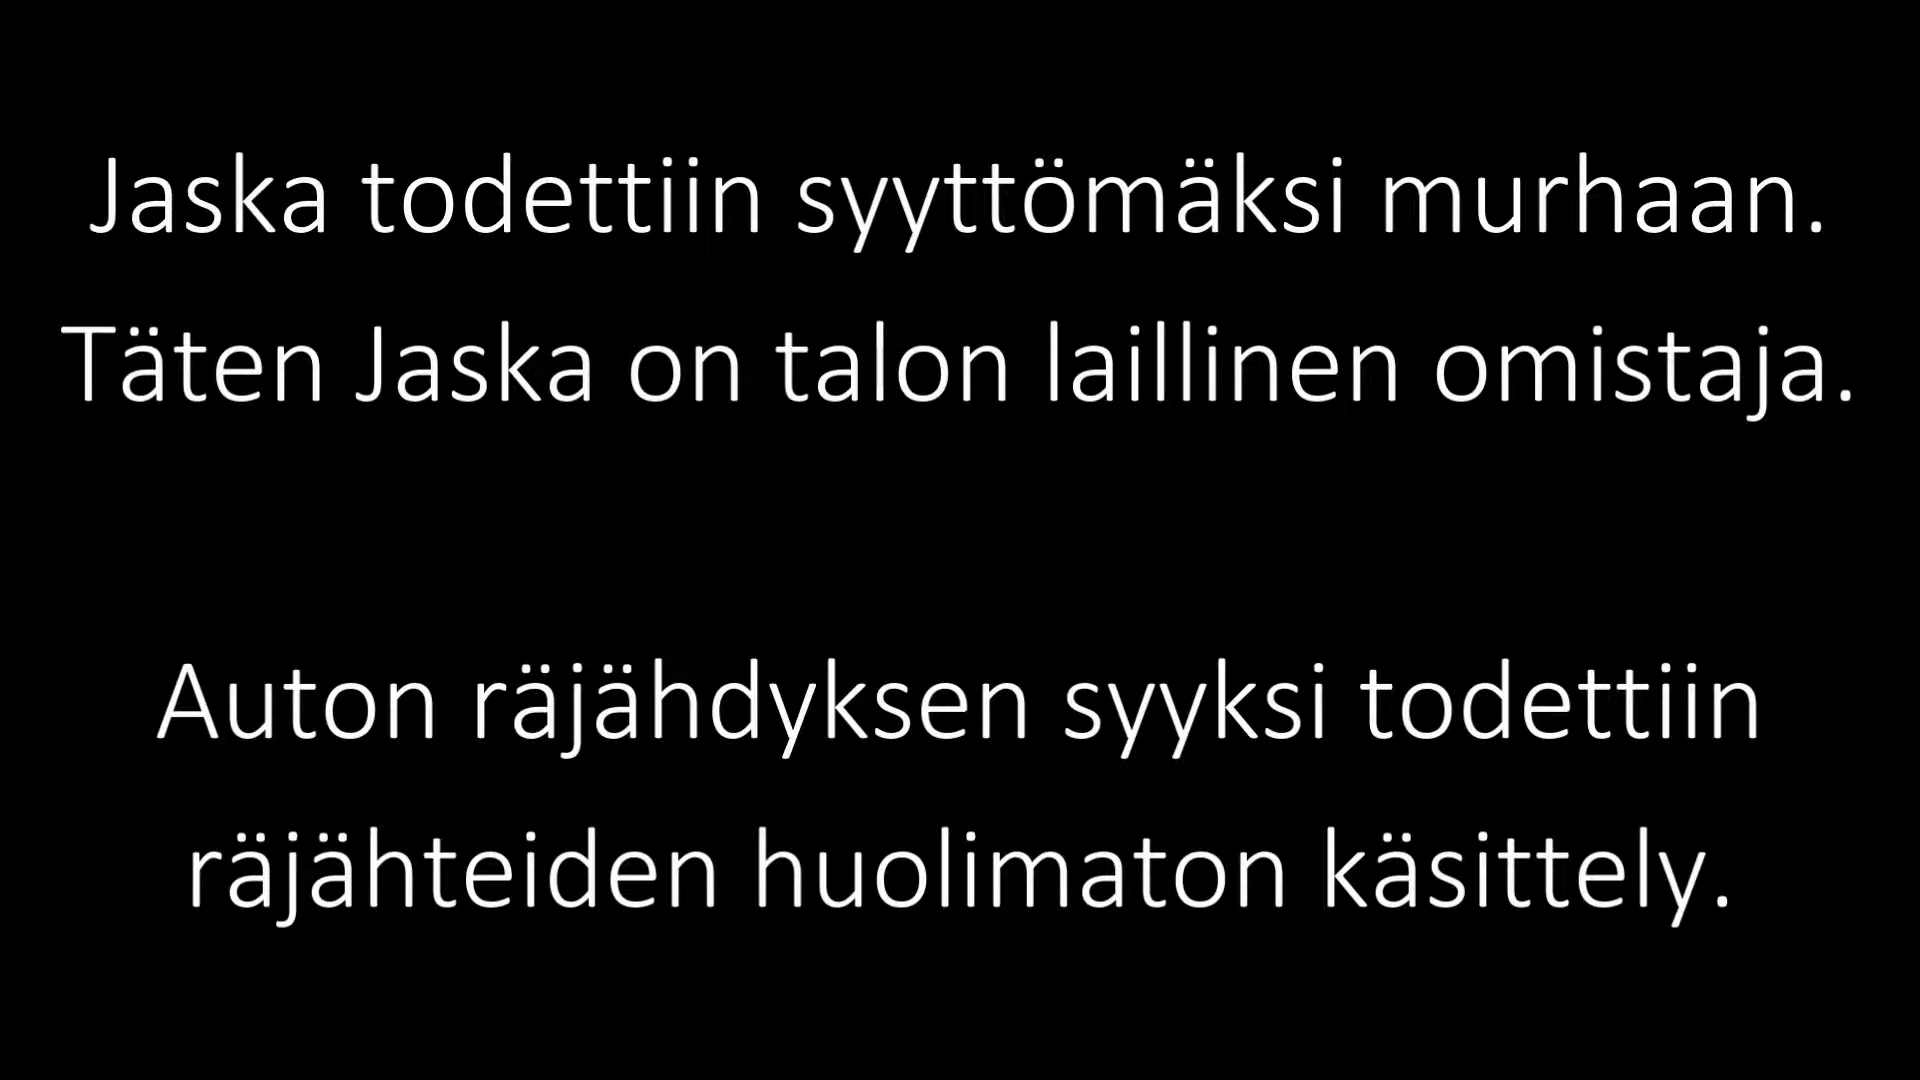 Jaska todettiin syyttömäksi murhaan.
Täten Jaska on talon laillinen omistaja.
Auton räjähdyksen syyksi todettiin
räjähteiden huolimaton käsittely.